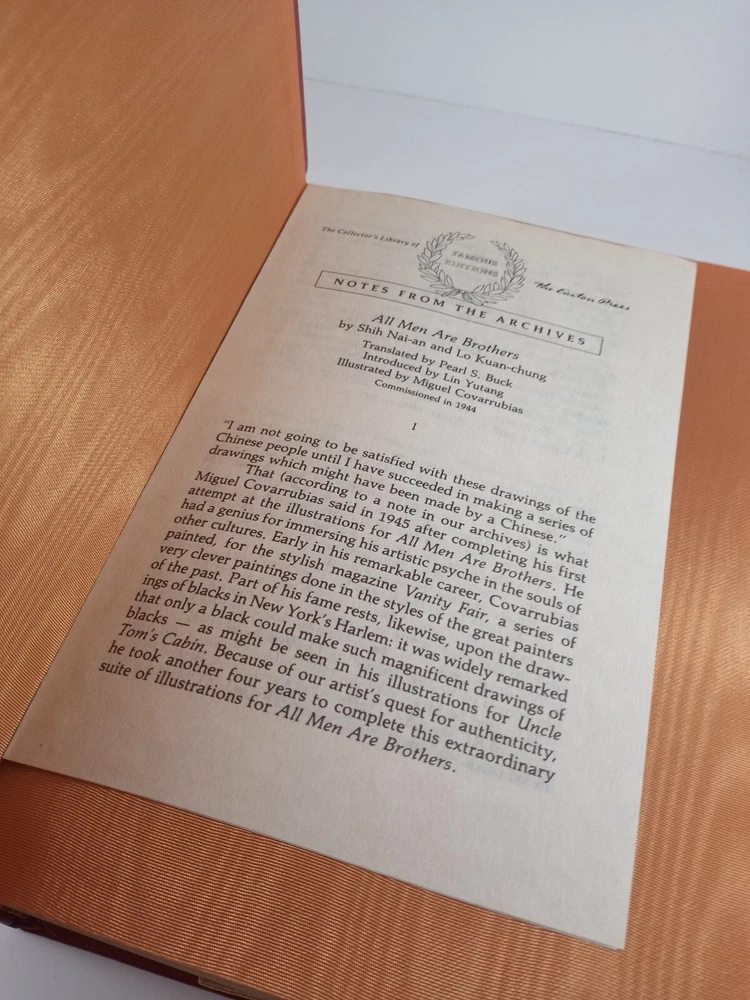 The Collector's Library of
FAMOUS
EDITIONS
The Easton Press
NOTES FROM THE ARCHIVES
All Men Are Brothers
by Shih Nai-an and Lo Kuan-chung
Translated by Pearl S. Buck
Introduced by Lin Yutang
Illustrated by Miguel Covarrubias
Commissioned in 1944
I
"I am not going to be satisfied with these drawings of the
Chinese people until I have succeeded in making a series of
drawings which might have been made by a Chinese."
That (according to a note in our archives) is what
Miguel Covarrubias said in 1945 after completing his first
attempt at the illustrations for All Men Are Brothers. He
had a genius for immersing his artistic psyche in the souls of
other cultures. Early in his remarkable career, Covarrubias
painted, for the stylish magazine Vanity Fair, a series of
very clever paintings done in the styles of the great painters
of the past. Part of his fame rests, likewise, upon the draw-
ings of blacks in New York's Harlem: it was widely remarked
that only a black could make such magnificent drawings of
blacks — as might be seen in his illustrations for Uncle
Tom's Cabin. Because of our artist's quest for authenticity,
he took another four years to complete this extraordinary
suite of illustrations for All Men Are Brothers.